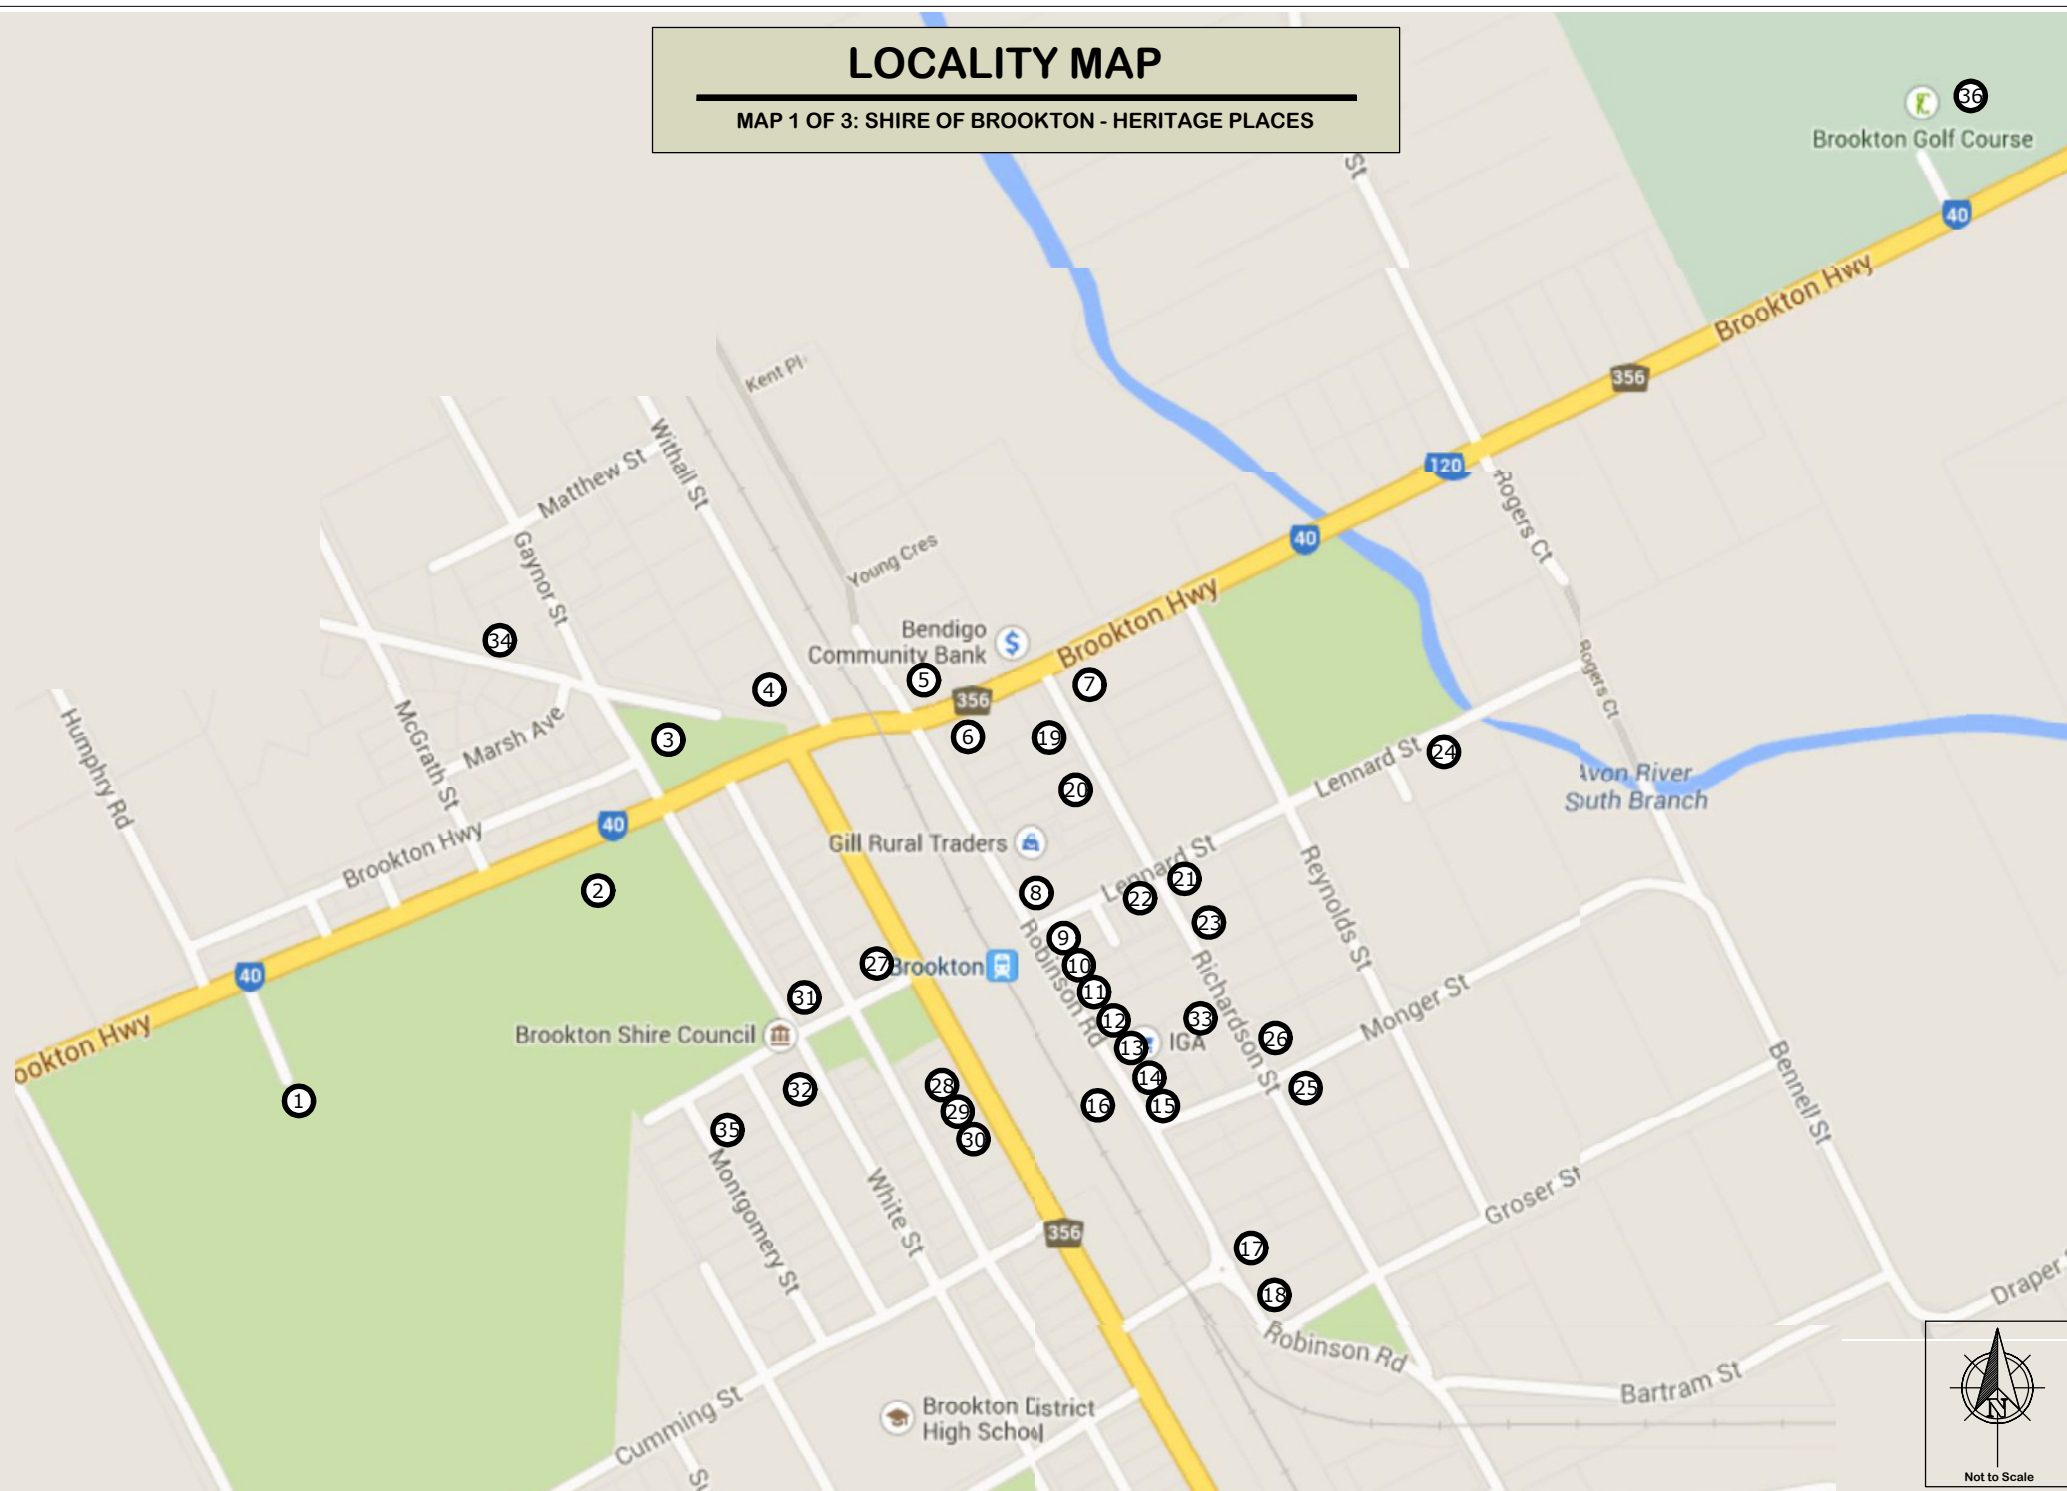 LOCALITY MAP
MAP 1 OF 3: SHIRE OF BROOKTON - HERITAGE PLACES
36
Brookton Golf Course
St
40
Brookton Hwy
356
Kent Pl
Withall St
Matthew St
120
Rogers Ct
Gaynor St
Young Cres
40
Brookton Hwy
34
Bendigo
Community Bank
5
4
7
356
Rogers Ct
Humphry Rd
McGrath St
Marsh Ave
3
6
19
24
Lennard St
Avon River
South Branch
20
40
Brookton Hwy
Gill Rural Traders
2
8
Lennard St
21
22
23
Reynolds St
9
27
Brookton
10
40
11
31
Robinson Rd
Richardson St
Monger St
12
33
Brookton Shire Council
13
IGA
26
ookton Hwy
14
28
32
25
Bennell St
1
29
16
15
35
30
Montgomery St
White St
Groser St
356
17
18
Draper
Robinson Rd
Bartram St
Cumming St
Brookton District
High School
St
N
Not to Scale